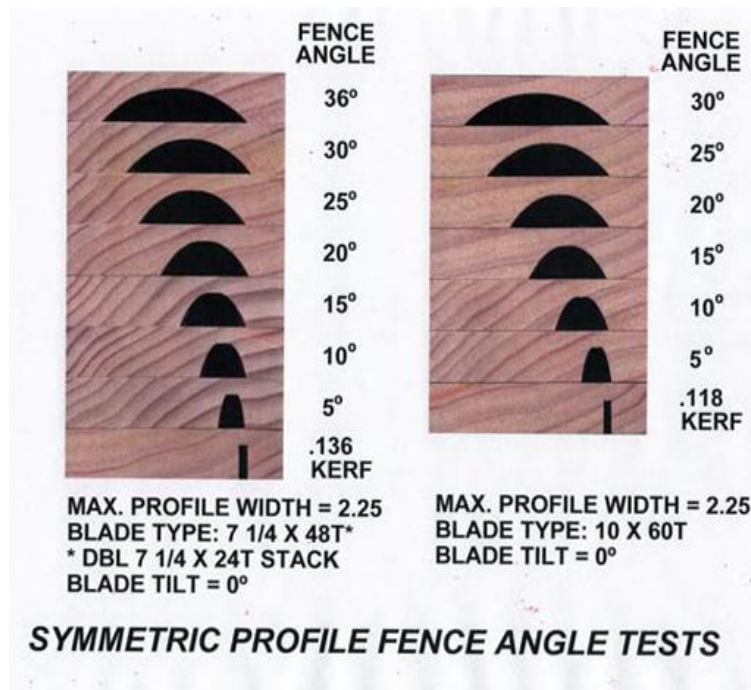 FENCE
ANGLE
36º
30º
25º
20º
15º
10º
5º
.136
KERF
MAX. PROFILE WIDTH = 2.25
BLADE TYPE: 7 1/4 X 48T*
* DBL 7 1/4 X 24T STACK
BLADE TILT = 0º
FENCE
ANGLE
30º
25º
20º
15º
10º
5º
.118
KERF
MAX. PROFILE WIDTH = 2.25
BLADE TYPE: 10 X 60T
BLADE TILT = 0º
SYMMETRIC PROFILE FENCE ANGLE TESTS